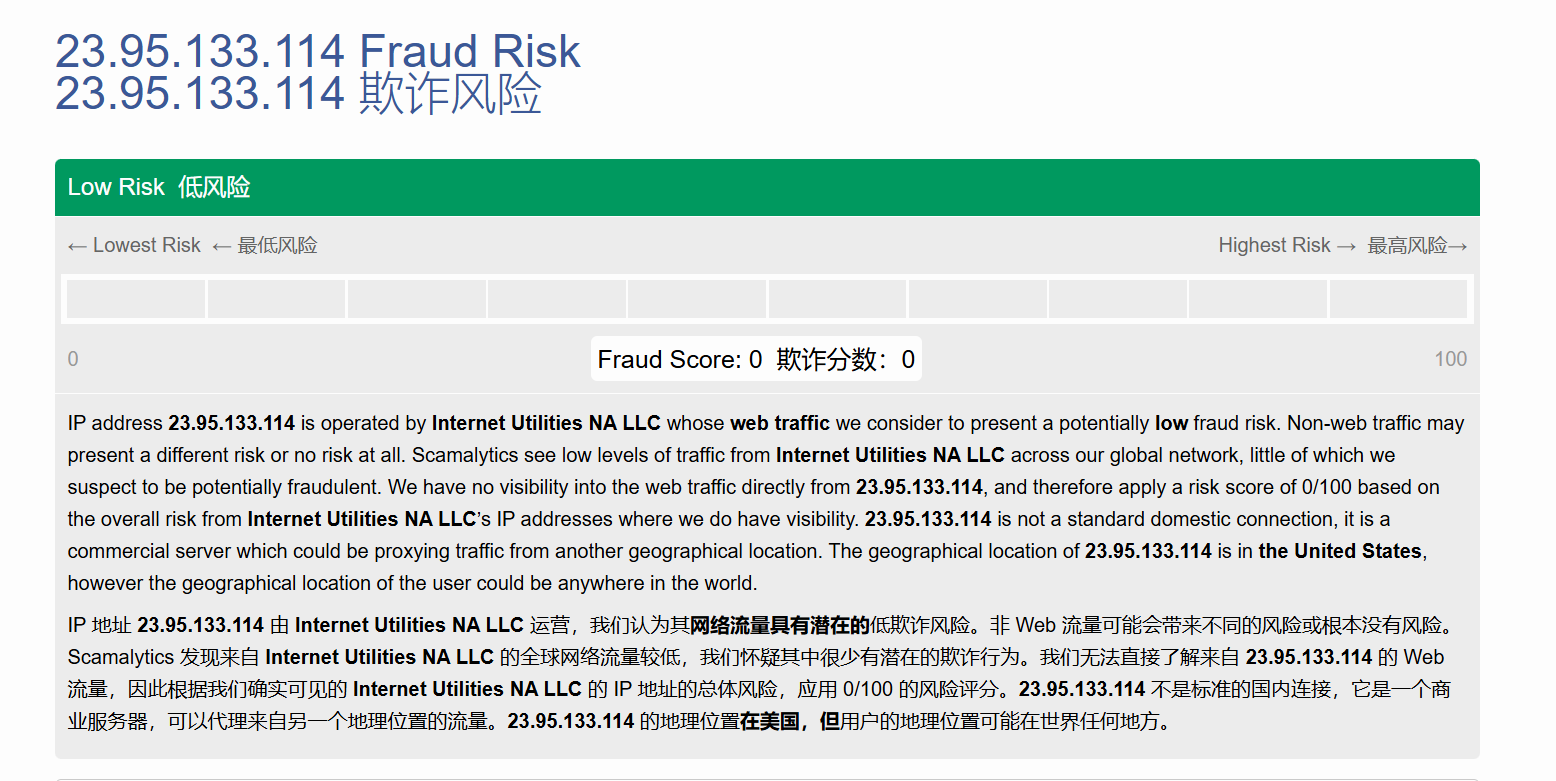 23.95.133.114 Fraud Risk
23.95.133.114 欺诈风险
Low Risk 低风险
← Lowest Risk ← 最低风险 Highest Risk → 最高风险→
0 Fraud Score: 0 欺诈分数：0 100
IP address 23.95.133.114 is operated by Internet Utilities NA LLC whose web traffic we consider to present a potentially low fraud risk. Non-web traffic may
present a different risk or no risk at all. Scamalytics see low levels of traffic from Internet Utilities NA LLC across our global network, little of which we
suspect to be potentially fraudulent. We have no visibility into the web traffic directly from 23.95.133.114, and therefore apply a risk score of 0/100 based on
the overall risk from Internet Utilities NA LLC’s IP addresses where we do have visibility. 23.95.133.114 is not a standard domestic connection, it is a
commercial server which could be proxying traffic from another geographical location. The geographical location of 23.95.133.114 is in the United States,
however the geographical location of the user could be anywhere in the world.
IP 地址 23.95.133.114 由 Internet Utilities NA LLC 运营，我们认为其网络流量具有潜在的低欺诈风险。非 Web 流量可能会带来不同的风险或根本没有风险。
Scamalytics 发现来自 Internet Utilities NA LLC 的全球网络流量较低，我们怀疑其中很少有潜在的欺诈行为。我们无法直接了解来自 23.95.133.114 的 Web
流量，因此根据我们确实可见的 Internet Utilities NA LLC 的 IP 地址的总体风险，应用 0/100 的风险评分。23.95.133.114 不是标准的国内连接，它是一个商
业服务器，可以代理来自另一个地理位置的流量。23.95.133.114 的地理位置在美国，但用户的地理位置可能在世界任何地方。